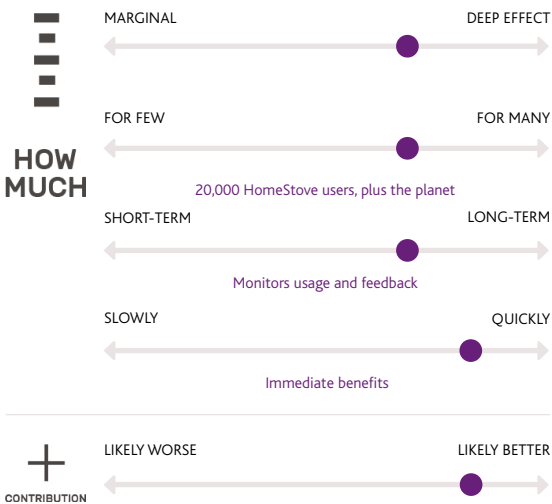 MARGINAL DEEP EFFECT
FOR FEW FOR MANY
HOW
MUCH
20,000 HomeStove users, plus the planet
SHORT-TERM LONG-TERM
Monitors usage and feedback
SLOWLY QUICKLY
Immediate benefits
LIKELY WORSE LIKELY BETTER
CONTRIBUTION